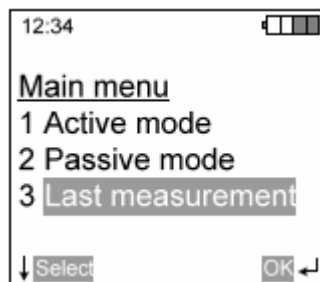 12:34
Main menu
1 Active mode
2 Passive mode
3 Last measurement
↓ Select OK ↵